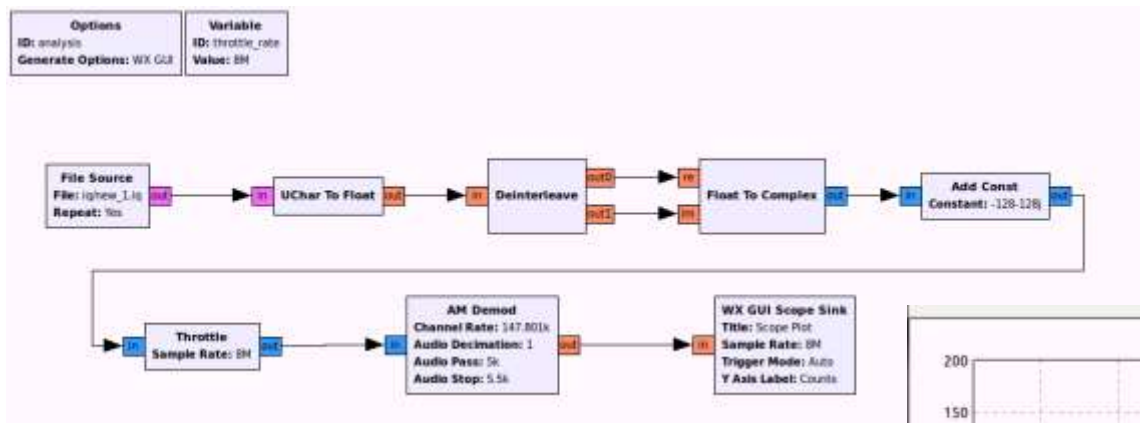 Options
ID: analysis
Generate Options: WX GUI
Variable
ID: throttle_rate
Value: 8M
File Source
File: iq/new_1.iq
Repeat: Yes
out
in
UChar To Float
out
in
Deinterleave
out0
out1
re
im
Float To Complex
out
in
Add Const
Constant: -128-128j
out
in
Throttle
Sample Rate: 8M
out
in
AM Demod
Channel Rate: 147.801k
Audio Decimation: 1
Audio Pass: 5k
Audio Stop: 5.5k
out
in
WX GUI Scope Sink
Title: Scope Plot
Sample Rate: 8M
Trigger Mode: Auto
Y Axis Label: Counts
200
150